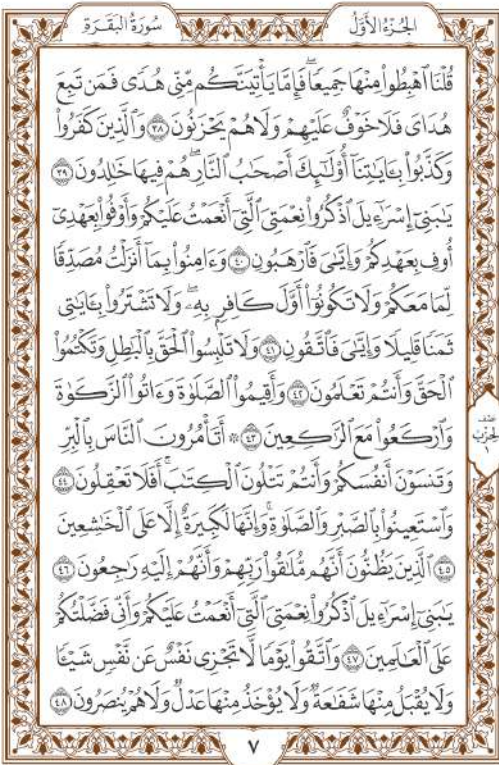 الجُزْءُ الأَوَّلُ
سُورَةُ البَقَرَةِ
قُلْنَا ٱهْبِطُوا۟ مِنْهَا جَمِيعًۭا ۖ فَإِمَّا يَأْتِيَنَّكُم مِّنِّى هُدًۭى فَمَن تَبِعَ
هُدَاىَ فَلَا خَوْفٌ عَلَيْهِمْ وَلَا هُمْ يَحْزَنُونَ ٣٨ وَٱلَّذِينَ كَفَرُوا۟
وَكَذَّبُوا۟ بِـَٔايَـٰتِنَآ أُو۟لَـٰٓئِكَ أَصْحَـٰبُ ٱلنَّارِ ۖ هُمْ فِيهَا خَـٰلِدُونَ ٣٩
يَـٰبَنِىٓ إِسْرَٰٓءِيلَ ٱذْكُرُوا۟ نِعْمَتِىَ ٱلَّتِىٓ أَنْعَمْتُ عَلَيْكُمْ وَأَوْفُوا۟ بِعَهْدِىٓ
أُوفِ بِعَهْدِكُمْ وَإِيَّـٰىَ فَٱرْهَبُونِ ٤٠ وَءَامِنُوا۟ بِمَآ أَنزَلْتُ مُصَدِّقًۭا
لِّمَا مَعَكُمْ وَلَا تَكُونُوٓا۟ أَوَّلَ كَافِرٍۭ بِهِۦ ۖ وَلَا تَشْتَرُوا۟ بِـَٔايَـٰتِى
ثَمَنًۭا قَلِيلًۭا وَإِيَّـٰىَ فَٱتَّقُونِ ٤١ وَلَا تَلْبِسُوا۟ ٱلْحَقَّ بِٱلْبَـٰطِلِ وَتَكْتُمُوا۟
ٱلْحَقَّ وَأَنتُمْ تَعْلَمُونَ ٤٢ وَأَقِيمُوا۟ ٱلصَّلَوٰةَ وَءَاتُوا۟ ٱلزَّكَوٰةَ
وَٱرْكَعُوا۟ مَعَ ٱلرَّٰكِعِينَ ٤٣ ۞ أَتَأْمُرُونَ ٱلنَّاسَ بِٱلْبِرِّ
نصف
الحزب
١
وَتَنسَوْنَ أَنفُسَكُمْ وَأَنتُمْ تَتْلُونَ ٱلْكِتَـٰبَ ۚ أَفَلَا تَعْقِلُونَ ٤٤
وَٱسْتَعِينُوا۟ بِٱلصَّبْرِ وَٱلصَّلَوٰةِ ۚ وَإِنَّهَا لَكَبِيرَةٌ إِلَّا عَلَى ٱلْخَـٰشِعِينَ
٤٥ ٱلَّذِينَ يَظُنُّونَ أَنَّهُم مُّلَـٰقُوا۟ رَبِّهِمْ وَأَنَّهُمْ إِلَيْهِ رَٰجِعُونَ ٤٦
يَـٰبَنِىٓ إِسْرَٰٓءِيلَ ٱذْكُرُوا۟ نِعْمَتِىَ ٱلَّتِىٓ أَنْعَمْتُ عَلَيْكُمْ وَأَنِّى فَضَّلْتُكُمْ
عَلَى ٱلْعَـٰلَمِينَ ٤٧ وَٱتَّقُوا۟ يَوْمًۭا لَّا تَجْزِى نَفْسٌ عَن نَّفْسٍۢ شَيْـًۭٔا
وَلَا يُقْبَلُ مِنْهَا شَفَـٰعَةٌۭ وَلَا يُؤْخَذُ مِنْهَا عَدْلٌۭ وَلَا هُمْ يُنصَرُونَ ٤٨
٧